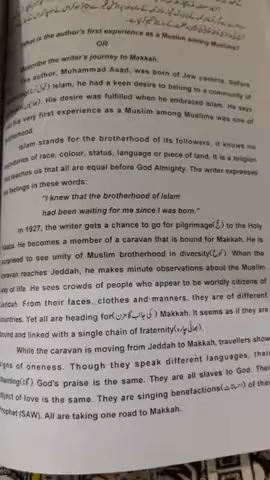 What is the author's first experience as a Muslim among Muslims?
OR
Describe the writer's journey to Makkah.
The author, Muhammad Asad, was born of Jew parents. Before
Islam, he had a keen desire to belong to a community of
His desire was fulfilled when he embraced Islam. He says
his very first experience as a Muslim among Muslims was one of
brotherhood.
Islam stands for the brotherhood of its followers. It knows no
boundaries of race, colour, status, language or piece of land. It is a religion
teaches us that all are equal before God Almighty. The writer expresses
feelings in these words:
"I knew that the brotherhood of Islam
had been waiting for me since I was born."
In 1927, the writer gets a chance to go for pilgrimage(حج) to the Holy
Kaaba. He becomes a member of a caravan that is bound for Makkah. He is
surprised to see unity of Muslim brotherhood in diversity(تنوع). When the
caravan reaches Jeddah, he makes minute observations about the Muslim
way of life. He sees crowds of people who appear to be worldly citizens of
Jeddah. From their faces, clothes and manners, they are of different
countries. Yet all are heading for(کی جانب گامزن) Makkah. It seems as if they are
bound and linked with a single chain of fraternity(بھائی چارہ).
While the caravan is moving from Jeddah to Makkah, travellers show
signs of oneness. Though they speak different languages, their
chanting() God's praise is the same. They are all slaves to God. Their
object of love is the same. They are singing benefactions() of the
Prophet (SAW). All are taking one road to Makkah.